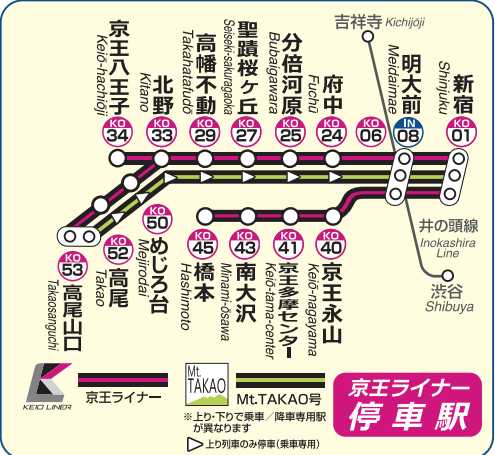 吉祥寺 Kichijōji
京王八王子
Keiō-hachiōji
KO
34
北野
Kitano
KO
33
高幡不動
Takahatafudō
KO
29
聖蹟桜ヶ丘
Seiseki-sakuragaoka
KO
27
分倍河原
Bubaigawara
KO
25
府中
Fuchū
KO
24
KO
06
明大前
Meidaimae
IN
08
新宿
Shinjuku
KO
01
KO
53
高尾山口
Takaosanguchi
KO
52
高尾
Takao
KO
50
めじろ台
Mejirodai
KO
45
橋本
Hashimoto
KO
43
南大沢
Minami-ōsawa
KO
41
京王多摩センター
Keiō-tama-center
KO
40
京王永山
Keiō-nagayama
井の頭線
Inokashira
Line
渋谷
Shibuya
KEIO LINER
京王ライナー
Mt.
TAKAO
Mt.TAKAO号
※上り・下りで乗車／降車専用駅
が異なります
上り列車のみ停車(乗車専用)
京王ライナー
停車駅